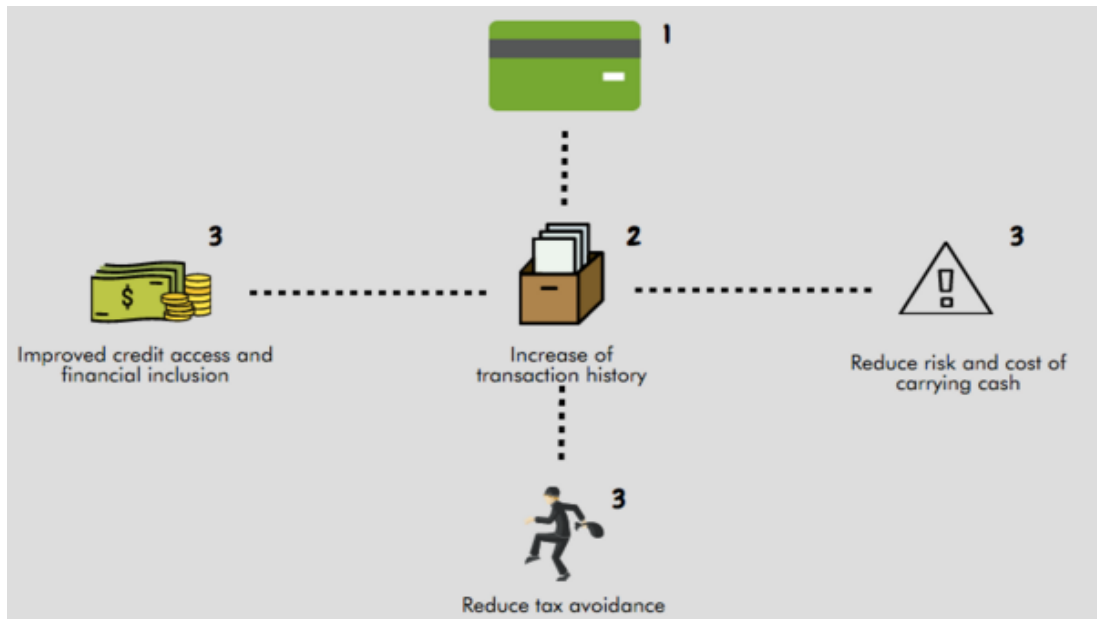 1
3
2
3
$
Improved credit access and
financial inclusion
Increase of
transaction history
Reduce risk and cost of
carrying cash
3
Reduce tax avoidance